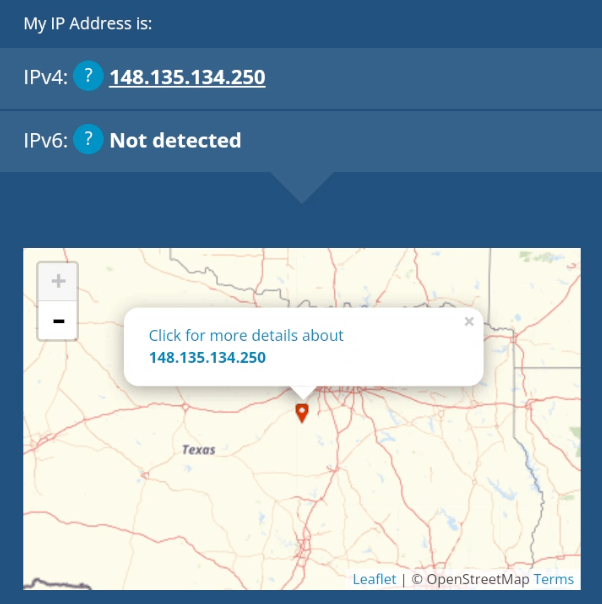 My IP Address is:
IPv4: ? 148.135.134.250
IPv6: ? Not detected
+
-
Click for more details about
148.135.134.250
×
Texas
Leaflet | © OpenStreetMap Terms